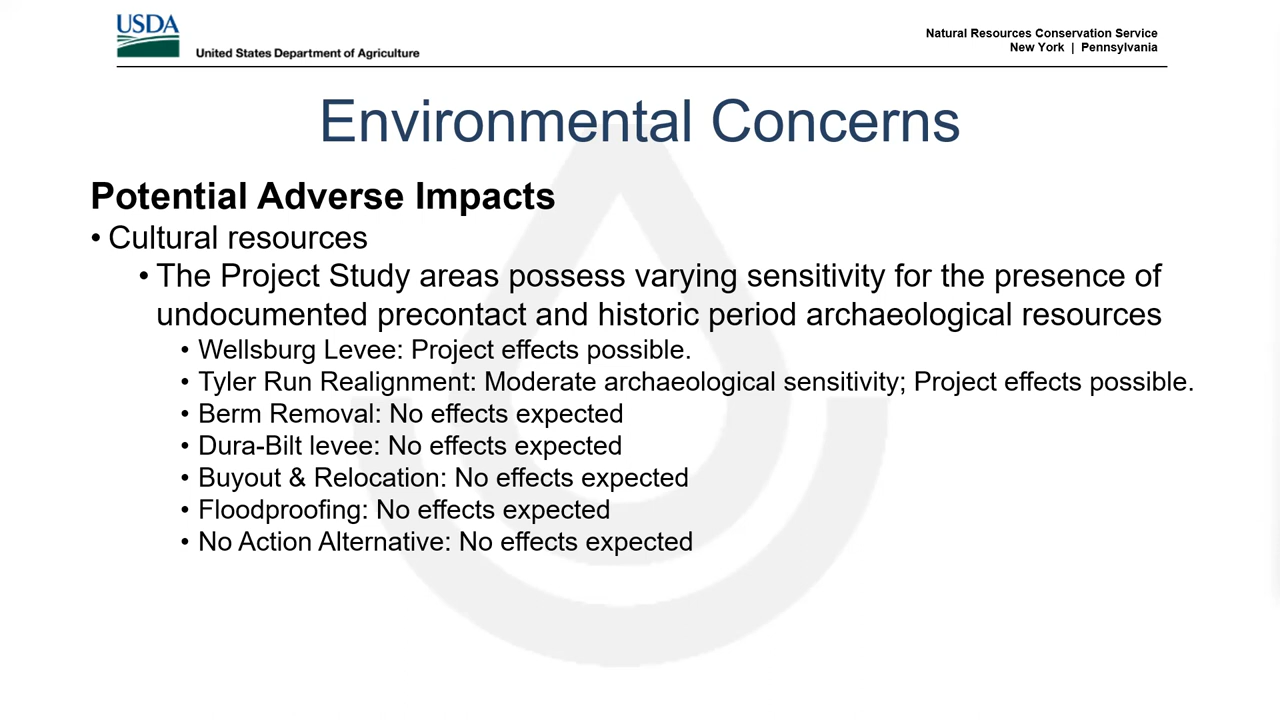 USDA
United States Department of Agriculture
Natural Resources Conservation Service
New York | Pennsylvania
Environmental Concerns
Potential Adverse Impacts
• Cultural resources
• The Project Study areas possess varying sensitivity for the presence of
undocumented precontact and historic period archaeological resources
• Wellsburg Levee: Project effects possible.
• Tyler Run Realignment: Moderate archaeological sensitivity; Project effects possible.
• Berm Removal: No effects expected
• Dura-Bilt levee: No effects expected
• Buyout & Relocation: No effects expected
• Floodproofing: No effects expected
• No Action Alternative: No effects expected